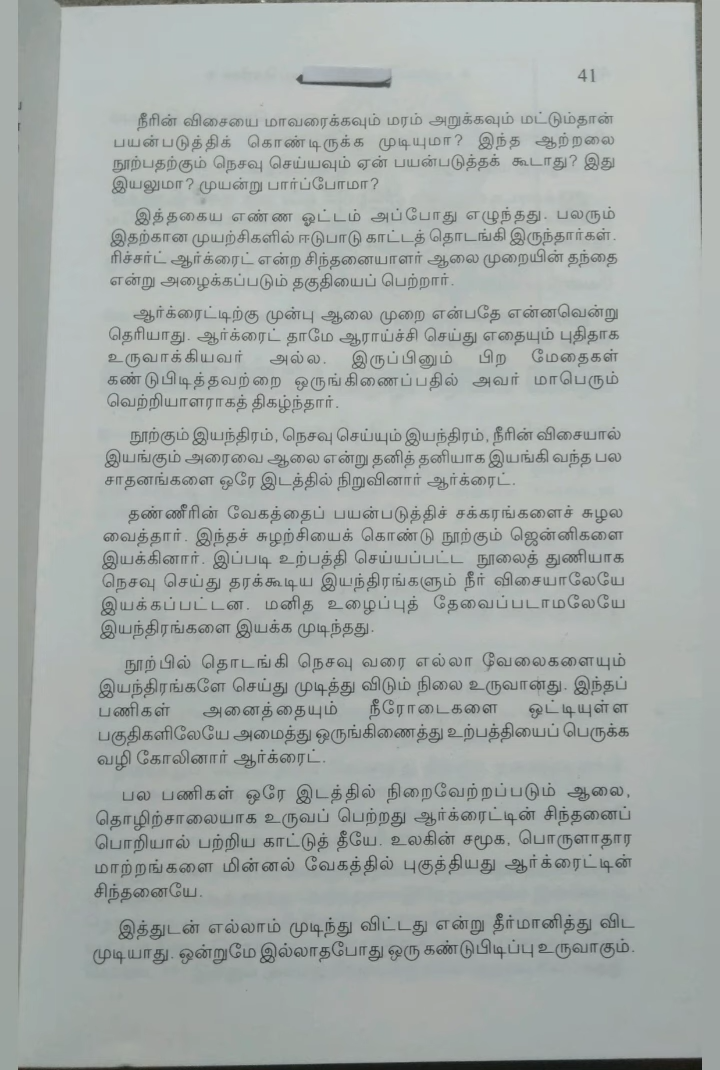 41
நீரின் விசையை மாவரைக்கவும் மரம் அறுக்கவும் மட்டும்தான்
பயன்படுத்திக் கொண்டிருக்க முடியுமா? இந்த ஆற்றலை
நூற்பதற்கும் நெசவு செய்யவும் ஏன் பயன்படுத்தக் கூடாது? இது
இயலுமா? முயன்று பார்ப்போமா?
இத்தகைய எண்ண ஓட்டம் அப்போது எழுந்தது. பலரும்
இதற்கான முயற்சிகளில் ஈடுபாடு காட்டத் தொடங்கி இருந்தார்கள்.
ரிச்சர்ட் ஆர்க்ரைட் என்ற சிந்தனையாளர் ஆலை முறையின் தந்தை
என்று அழைக்கப்படும் தகுதியைப் பெற்றார்.
ஆர்க்ரைட்டிற்கு முன்பு ஆலை முறை என்பதே என்னவென்று
தெரியாது. ஆர்க்ரைட் தாமே ஆராய்ச்சி செய்து எதையும் புதிதாக
உருவாக்கியவர் அல்ல. இருப்பினும் பிற மேதைகள்
கண்டுபிடித்தவற்றை ஒருங்கிணைப்பதில் அவர் மாபெரும்
வெற்றியாளராகத் திகழ்ந்தார்.
நூற்கும் இயந்திரம், நெசவு செய்யும் இயந்திரம், நீரின் விசையால்
இயங்கும் அரைவை ஆலை என்று தனித் தனியாக இயங்கி வந்த பல
சாதனங்களை ஒரே இடத்தில் நிறுவினார் ஆர்க்ரைட்.
தண்ணீரின் வேகத்தைப் பயன்படுத்திச் சக்கரங்களைச் சுழல
வைத்தார். இந்தச் சுழற்சியைக் கொண்டு நூற்கும் ஜென்னிகளை
இயக்கினார். இப்படி உற்பத்தி செய்யப்பட்ட நூலைத் துணியாக
நெசவு செய்து தரக்கூடிய இயந்திரங்களும் நீர் விசையாலேயே
இயக்கப்பட்டன. மனித உழைப்புத் தேவைப்படாமலேயே
இயந்திரங்களை இயக்க முடிந்தது.
நூற்பில் தொடங்கி நெசவு வரை எல்லா வேலைகளையும்
இயந்திரங்களே செய்து முடித்து விடும் நிலை உருவானது. இந்தப்
பணிகள் அனைத்தையும் நீரோடைகளை ஒட்டியுள்ள
பகுதிகளிலேயே அமைத்து ஒருங்கிணைத்து உற்பத்தியைப் பெருக்க
வழி கோலினார் ஆர்க்ரைட்.
பல பணிகள் ஒரே இடத்தில் நிறைவேற்றப்படும் ஆலை,
தொழிற்சாலையாக உருவப் பெற்றது ஆர்க்ரைட்டின் சிந்தனைப்
பொறியால் பற்றிய காட்டுத் தீயே. உலகின் சமூக, பொருளாதார
மாற்றங்களை மின்னல் வேகத்தில் புகுத்தியது ஆர்க்ரைட்டின்
சிந்தனையே.
இத்துடன் எல்லாம் முடிந்து விட்டது என்று தீர்மானித்து விட
முடியாது. ஒன்றுமே இல்லாதபோது ஒரு கண்டுபிடிப்பு உருவாகும்.